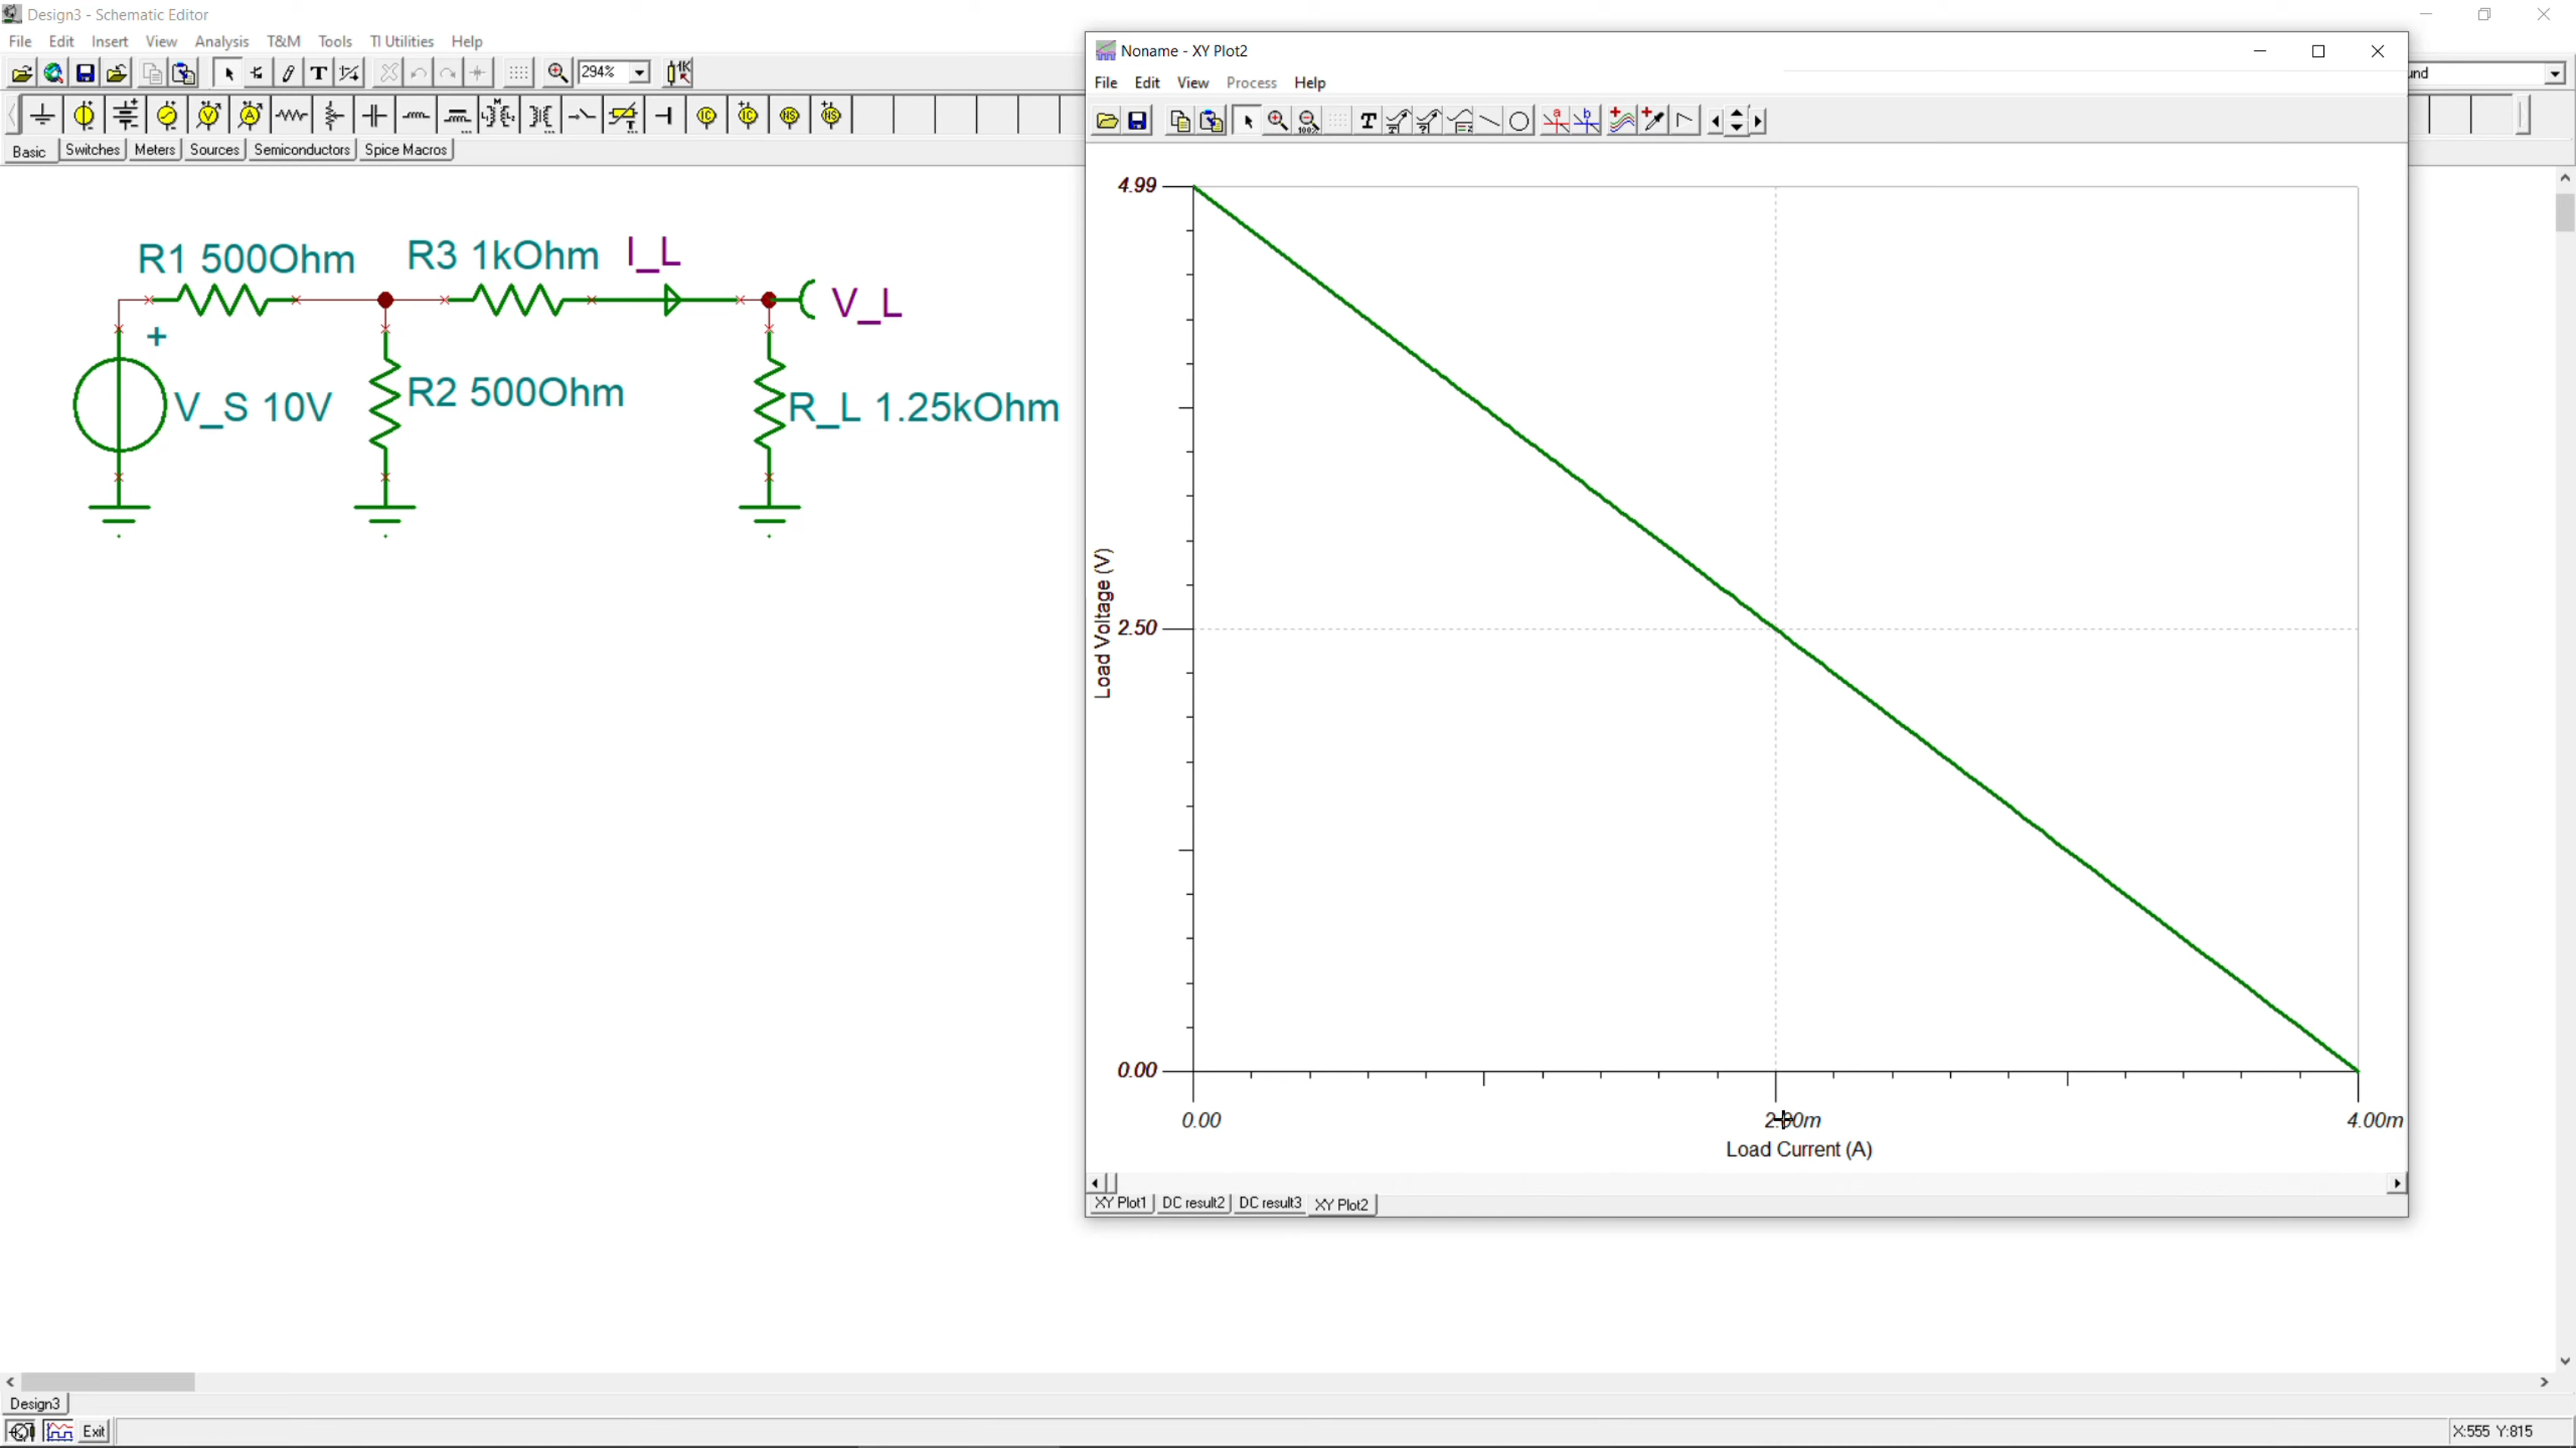 Design3 - Schematic Editor
File Edit Insert View Analysis T&M Tools TI Utilities Help
294%
1K
Basic Switches Meters Sources Semiconductors Spice Macros
R1 500Ohm
R3 1kOhm
I_L
V_L
+
V_S 10V
R2 500Ohm
R_L 1.25kOhm
Noname - XY Plot2
File Edit View Process Help
und
4.99
2.50
0.00
Load Voltage (V)
0.00
2.00m
4.00m
Load Current (A)
XY Plot1 DC result2 DC result3 XY Plot2
Design3
Exit
X:555 Y:815